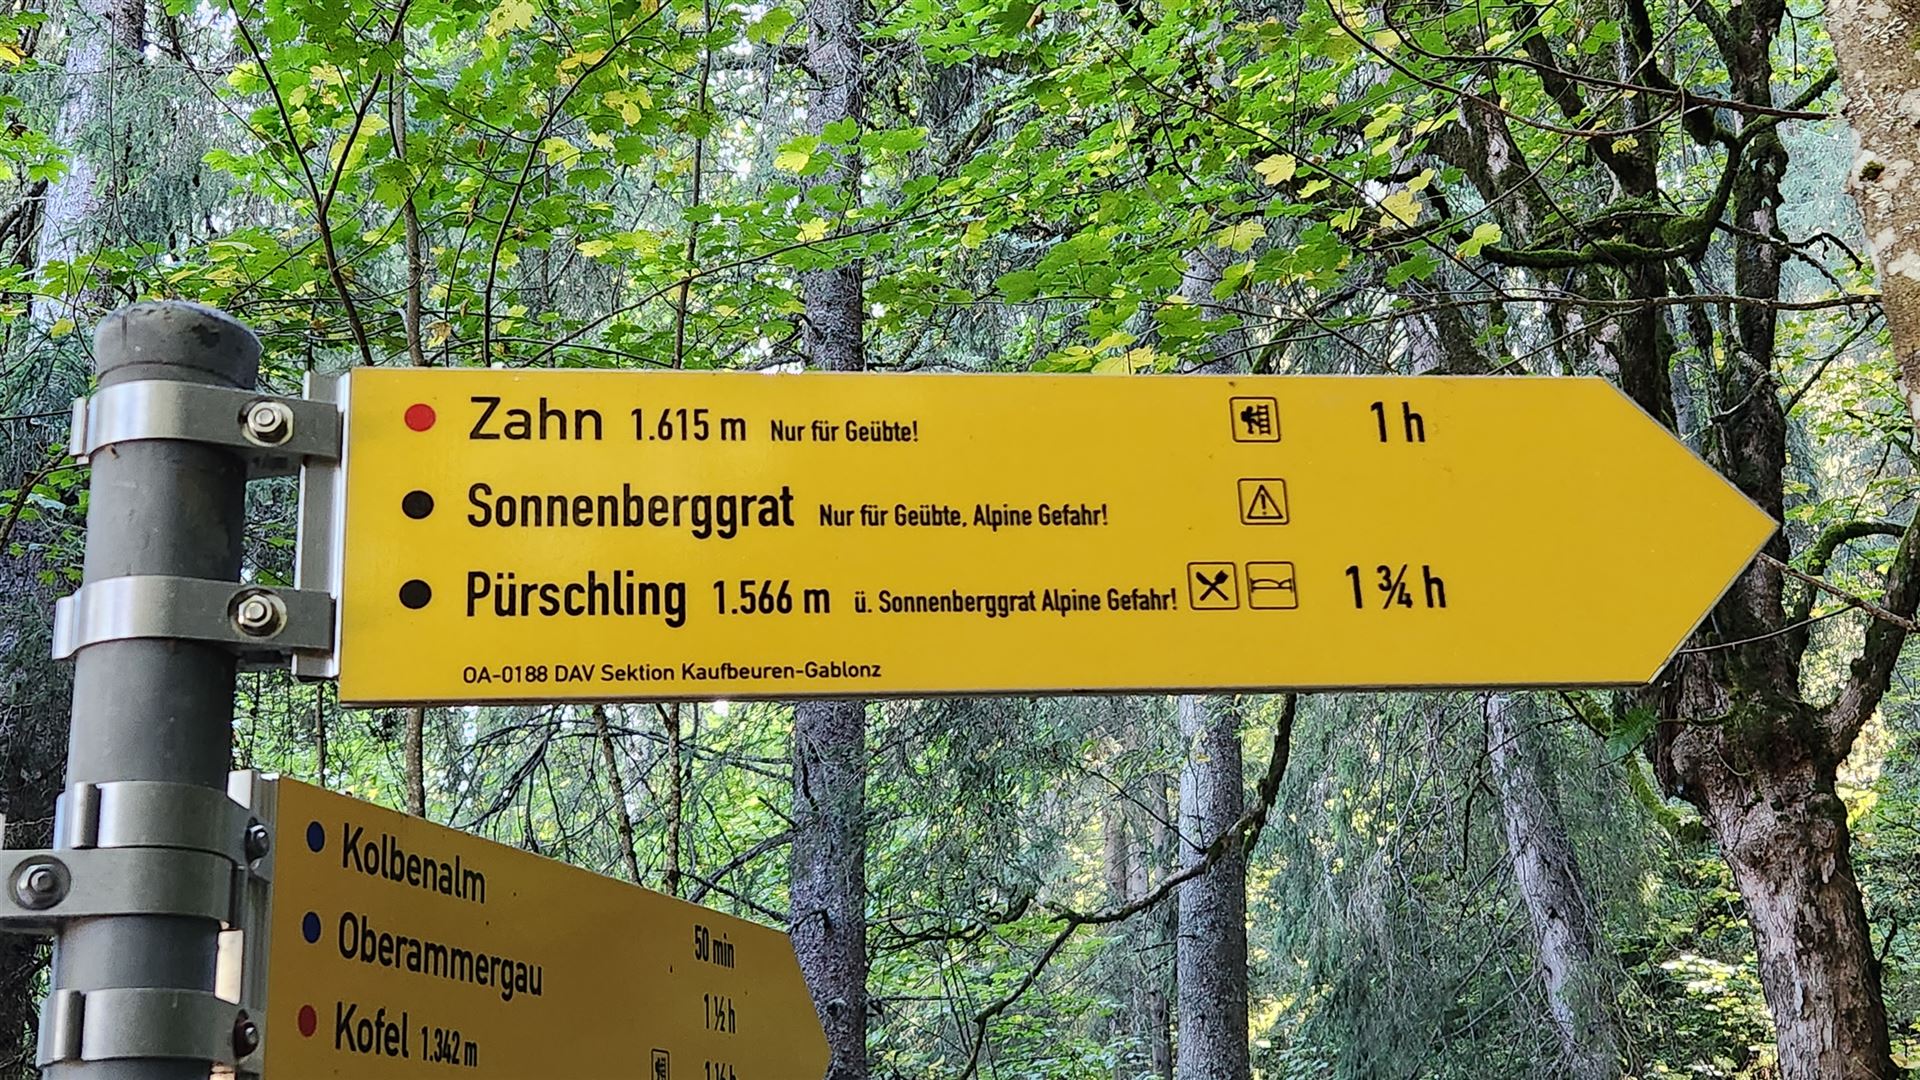 Zahn 1.615 m Nur für Geübte! 1 h
Sonnenberggrat Nur für Geübte, Alpine Gefahr!
Pürschling 1.566 m ü. Sonnenberggrat Alpine Gefahr! 1 ¾ h
OA-0188 DAV Sektion Kaufbeuren-Gablonz
Kolbenalm 50 min
Oberammergau 1 ½ h
Kofel 1.342 m